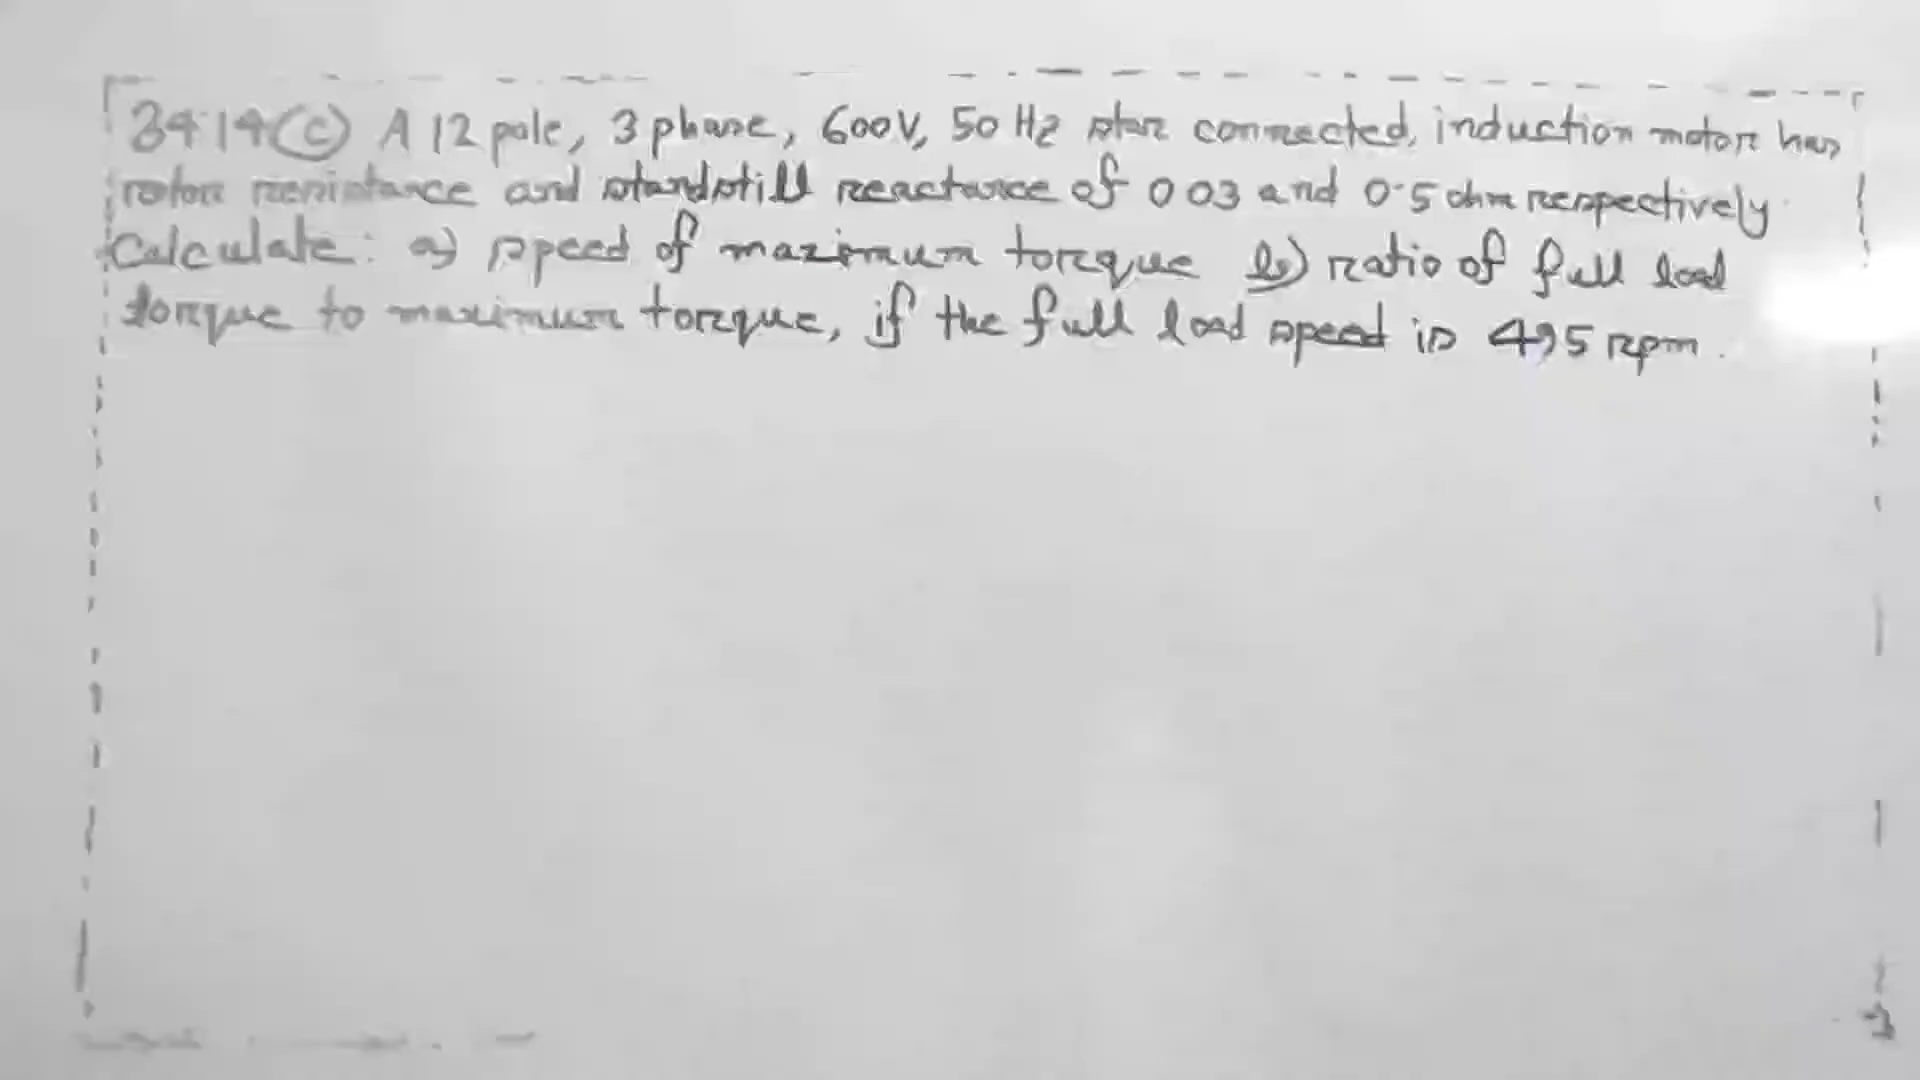 34.14 (c) A 12 pole, 3 phase, 600V, 50 Hz star connected, induction motor has
rotor resistance and standstill reactance of 0.03 and 0.5 ohm respectively.
Calculate: a) speed of maximum torque b) ratio of full load
torque to maximum torque, if the full load speed is 495 rpm.